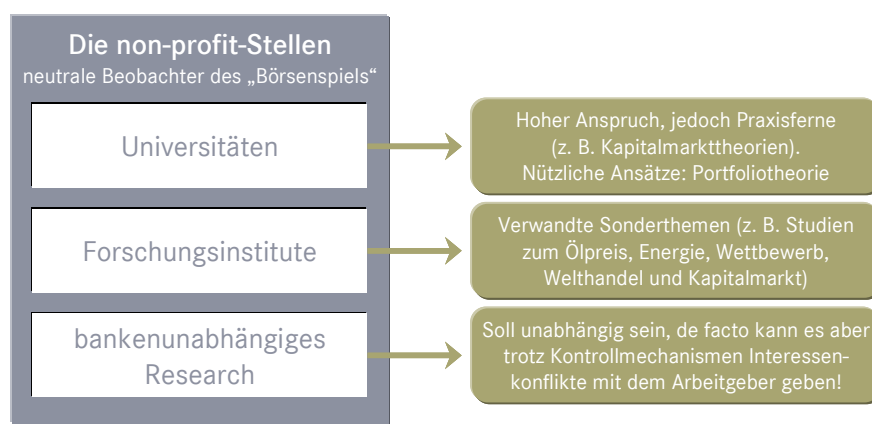 Die non-profit-Stellen
neutrale Beobachter des „Börsenspiels“
Universitäten
Hoher Anspruch, jedoch Praxisferne
(z. B. Kapitalmarkttheorien).
Nützliche Ansätze: Portfoliotheorie
Forschungsinstitute
Verwandte Sonderthemen (z. B. Studien
zum Ölpreis, Energie, Wettbewerb,
Welthandel und Kapitalmarkt)
bankenunabhängiges
Research
Soll unabhängig sein, de facto kann es aber
trotz Kontrollmechanismen Interessen-
konflikte mit dem Arbeitgeber geben!